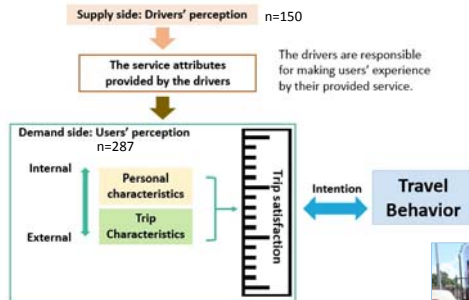 Supply side: Drivers' perception
n=150
The service attributes
provided by the drivers
The drivers are responsible
for making users' experience
by their provided service.
Demand side: Users' perception
n=287
Internal
External
Personal
characteristics
Trip
Characteristics
Trip satisfaction
Intention
Travel
Behavior